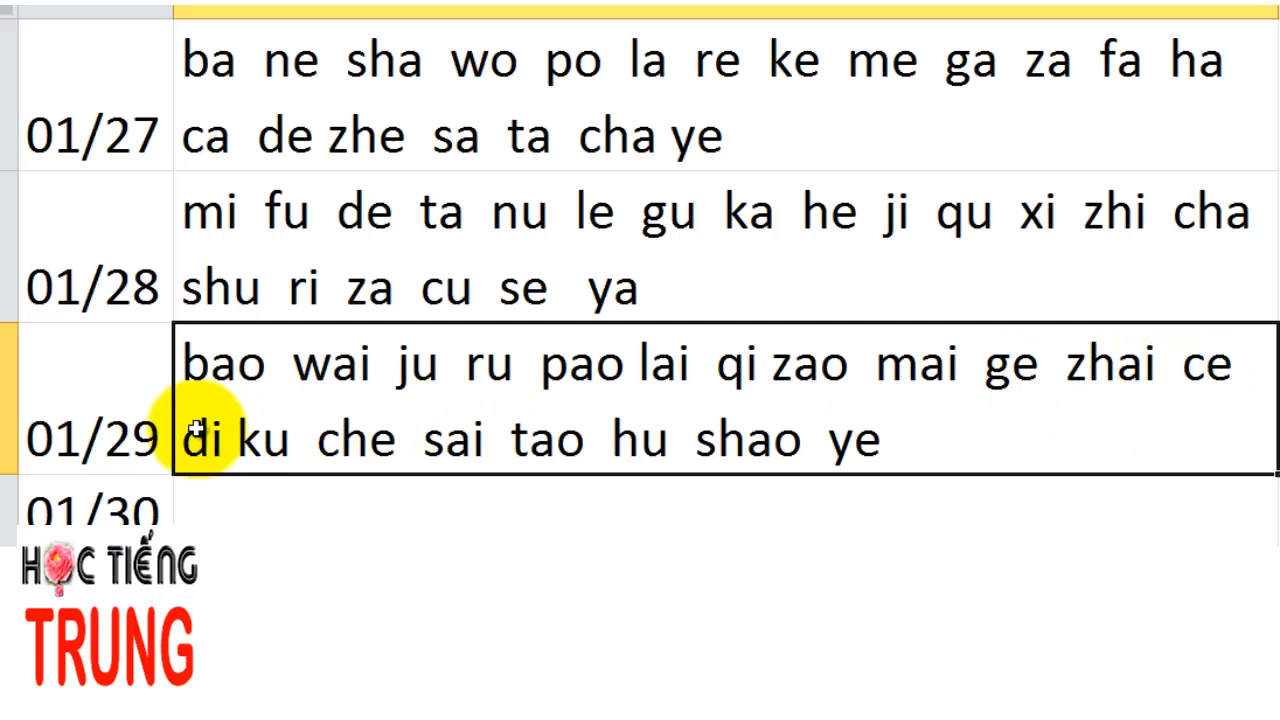 ba ne sha wo po la re ke me ga za fa ha
01/27 ca de zhe sa ta cha ye
mi fu de ta nu le gu ka he ji qu xi zhi cha
01/28 shu ri za cu se ya
bao wai ju ru pao lai qi zao mai ge zhai ce
01/29 di ku che sai tao hu shao ye
01/30
HỌC TIẾNG
TRUNG